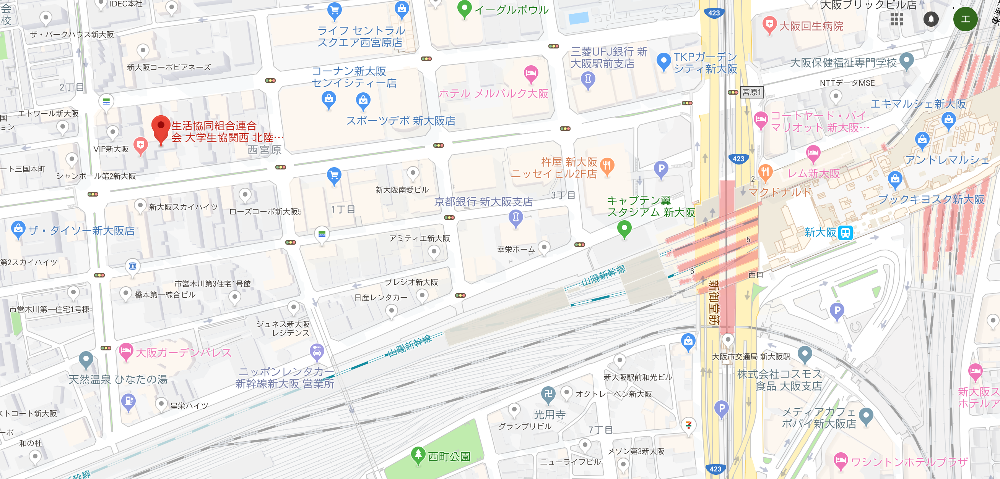 会
校
IDEC本社
ザ・パークハウス新大阪
新大阪コーポビアネーズ
2丁目
ライフ セントラル
スクエア西宮原店
イーグルボウル
コーナン新大阪
センイシティー店
スポーツデポ 新大阪店
ホテル メルパルク大阪
三菱UFJ銀行 新
大阪駅前支店
TKPガーデン
シティ新大阪
423
大阪ブリックビル店
エ
大阪回生病院
大阪保健福祉専門学校
NTTデータMSE
宮原1
エキマルシェ新大阪
コートヤード・バイ
マリオット 新大阪…
アントレマルシェ
レム新大阪
423
2
マクドナルド
ブックキヨスク新大阪
エトワール新大阪
国
ョン
生活協同組合連合
会 大学生協関西 北陸…
VIP新大阪
西宮原
ート三国本町
シャンボール第2新大阪
新大阪スカイハイツ
ローズコーポ新大阪5
1丁目
新大阪南愛ビル
杵屋 新大阪
ニッセイビル2F店
P
京都銀行 新大阪支店
3丁目
キャプテン翼
スタジアム 新大阪
新大阪
5
6
西口
ザ・ダイソー新大阪店
アミティエ新大阪
幸栄ホーム
第2スカイハイツ
市営木川第3住宅1号館
橋本第一綜合ビル
市営木川第一住宅1号棟
プレジオ新大阪
日産レンタカー
山陽新幹線
新御堂筋
P
ジュネス新大阪
レジデンス
山陽新幹線
大阪ガーデンパレス
天然温泉 ひなたの湯
ニッポンレンタカー
新幹線新大阪 営業所
星栄ハイツ
ストコート新大阪
ーポ
和の杜
新幹線
西町公園
大阪市交通局 新大阪駅
株式会社コスモス
食品 大阪支店
新大阪駅前和光ビル
オクトレーベン新大阪
光用寺
グランプリビル
7丁目
P
メディアカフェ
ポパイ新大阪店
新大阪ス
ホテルア
ニューライフビル
メゾン第3新大阪
423
ワシントンホテルプラザ